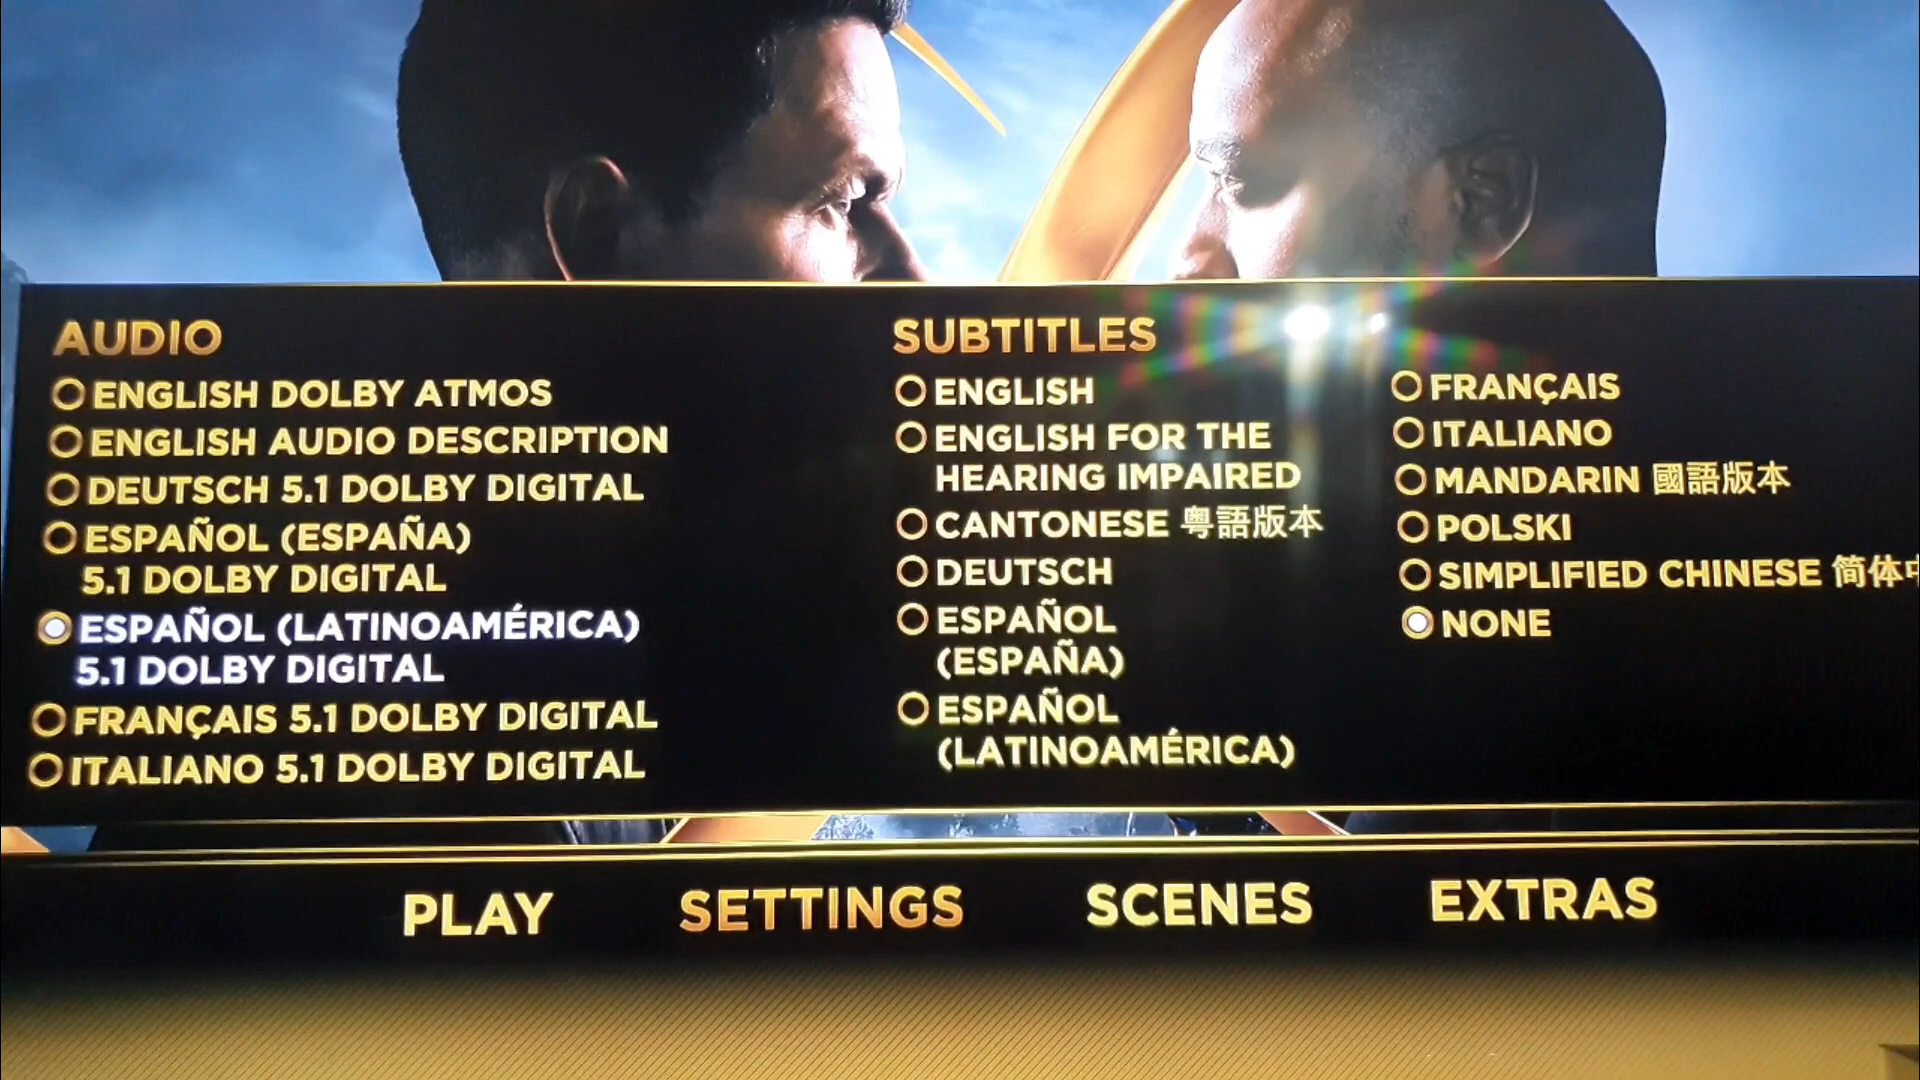 AUDIO
ENGLISH DOLBY ATMOS
ENGLISH AUDIO DESCRIPTION
DEUTSCH 5.1 DOLBY DIGITAL
ESPAÑOL (ESPAÑA)
5.1 DOLBY DIGITAL
ESPAÑOL (LATINOAMÉRICA)
5.1 DOLBY DIGITAL
FRANÇAIS 5.1 DOLBY DIGITAL
ITALIANO 5.1 DOLBY DIGITAL
SUBTITLES
ENGLISH
ENGLISH FOR THE
HEARING IMPAIRED
CANTONESE 粵語版本
DEUTSCH
ESPAÑOL
(ESPAÑA)
ESPAÑOL
(LATINOAMÉRICA)
FRANÇAIS
ITALIANO
MANDARIN 國語版本
POLSKI
SIMPLIFIED CHINESE 简体中
NONE
PLAY
SETTINGS
SCENES
EXTRAS